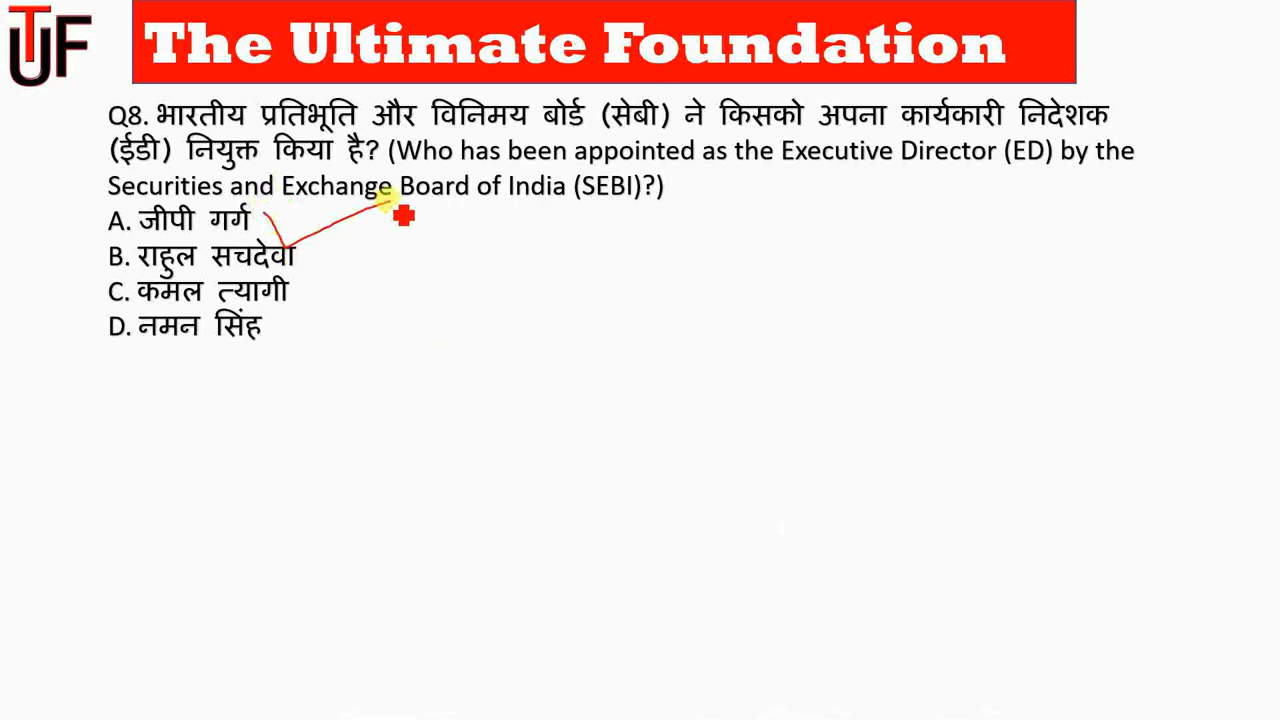 TUF
The Ultimate Foundation
Q8. भारतीय प्रतिभूति और विनिमय बोर्ड (सेबी) ने किसको अपना कार्यकारी निदेशक
(ईडी) नियुक्त किया है? (Who has been appointed as the Executive Director (ED) by the
Securities and Exchange Board of India (SEBI)?)
A. जीपी गर्ग
B. राहुल सचदेवा
C. कमल त्यागी
D. नमन सिंह